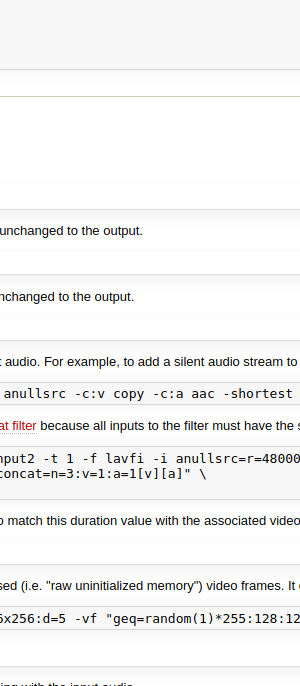 unchanged to the output.
nchanged to the output.
audio. For example, to add a silent audio stream to
anullsrc -c:v copy -c:a aac -shortest
at filter because all inputs to the filter must have the
nput2 -t 1 -f lavfi -i anullsrc=r=48000
concat=n=3:v=1:a=1[v][a]" \
match this duration value with the associated video
sed (i.e. "raw uninitialized memory") video frames. It
6x256:d=5 -vf "geq=random(1)*255:128:12